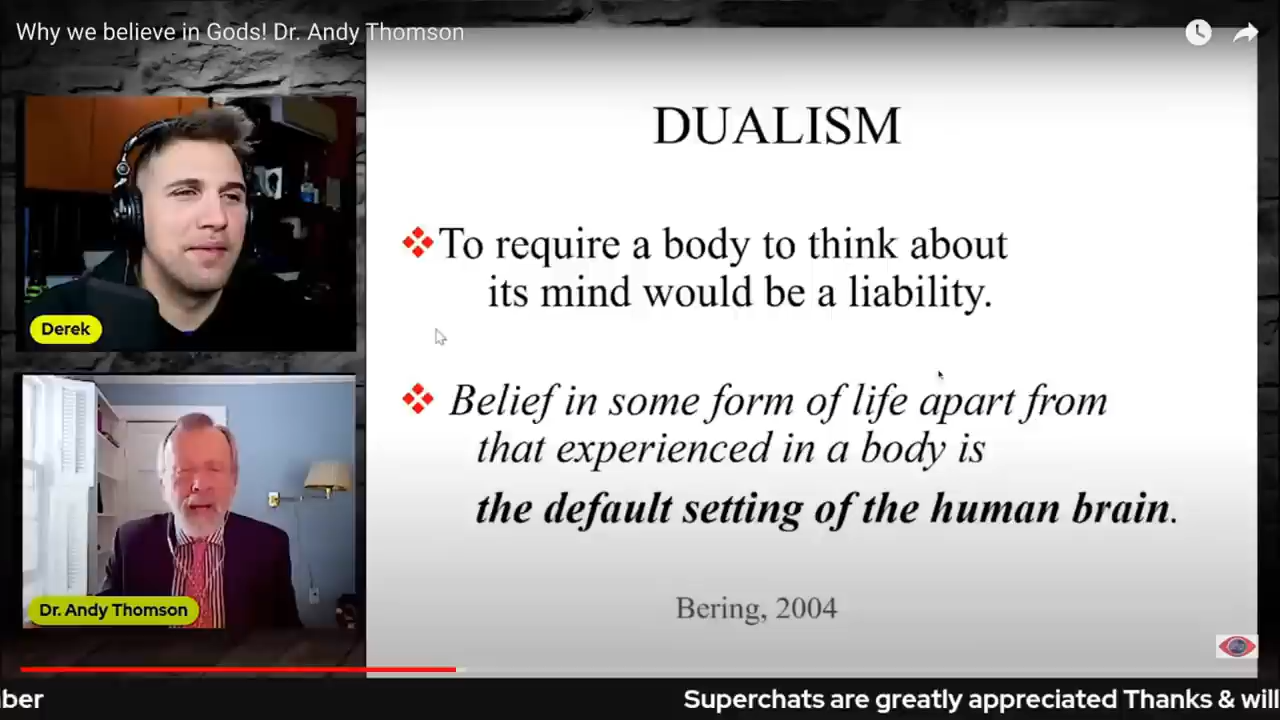 Why we believe in Gods! Dr. Andy Thomson
DUALISM
To require a body to think about
its mind would be a liability.
Derek
Belief in some form of life apart from
that experienced in a body is
the default setting of the human brain.
Dr. Andy Thomson
Bering, 2004
ber
Superchats are greatly appreciated Thanks & will